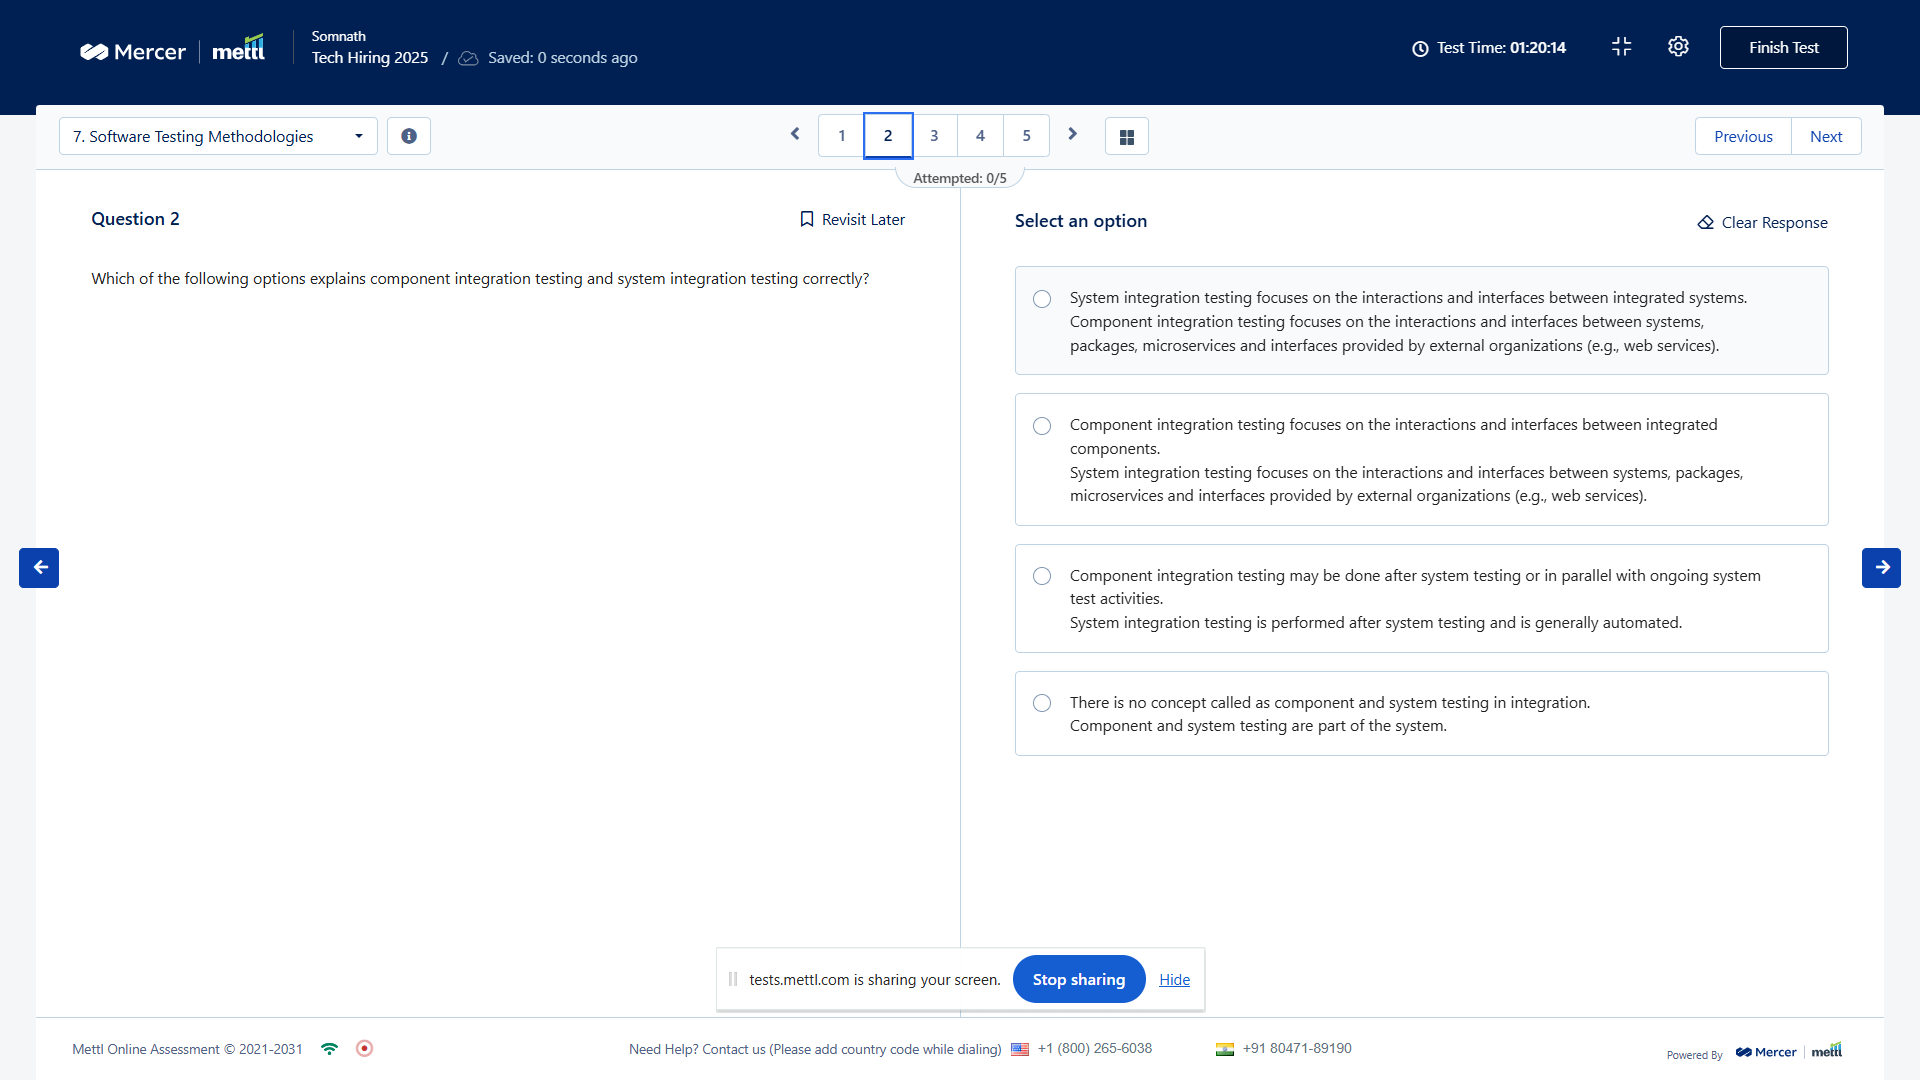 Mercer | mettl
Somnath
Tech Hiring 2025 / Saved: 0 seconds ago
Test Time: 01:20:14
Finish Test
7. Software Testing Methodologies
1 2 3 4 5
Previous Next
Attempted: 0/5
Question 2
Revisit Later
Which of the following options explains component integration testing and system integration testing correctly?
Select an option
Clear Response
System integration testing focuses on the interactions and interfaces between integrated systems.
Component integration testing focuses on the interactions and interfaces between systems,
packages, microservices and interfaces provided by external organizations (e.g., web services).
Component integration testing focuses on the interactions and interfaces between integrated
components.
System integration testing focuses on the interactions and interfaces between systems, packages,
microservices and interfaces provided by external organizations (e.g., web services).
Component integration testing may be done after system testing or in parallel with ongoing system
test activities.
System integration testing is performed after system testing and is generally automated.
There is no concept called as component and system testing in integration.
Component and system testing are part of the system.
tests.mettl.com is sharing your screen.
Stop sharing
Hide
Mettl Online Assessment © 2021-2031
Need Help? Contact us (Please add country code while dialing) +1 (800) 265-6038 +91 80471-89190
Powered By Mercer | mettl